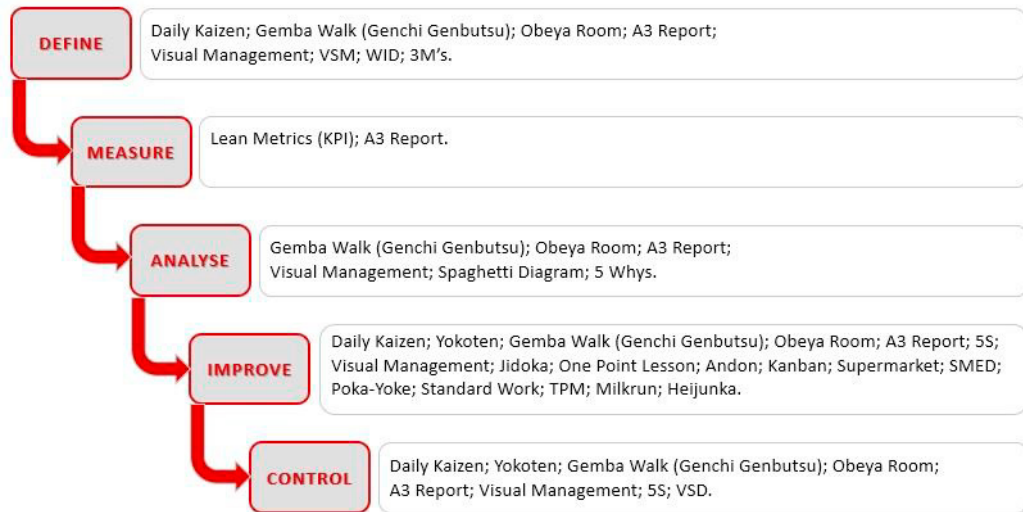 DEFINE
Daily Kaizen; Gemba Walk (Genchi Genbutsu); Obeya Room; A3 Report;
Visual Management; VSM; WID; 3M’s.
MEASURE
Lean Metrics (KPI); A3 Report.
ANALYSE
Gemba Walk (Genchi Genbutsu); Obeya Room; A3 Report;
Visual Management; Spaghetti Diagram; 5 Whys.
IMPROVE
Daily Kaizen; Yokoten; Gemba Walk (Genchi Genbutsu); Obeya Room; A3 Report; 5S;
Visual Management; Jidoka; One Point Lesson; Andon; Kanban; Supermarket; SMED;
Poka-Yoke; Standard Work; TPM; Milkrun; Heijunka.
CONTROL
Daily Kaizen; Yokoten; Gemba Walk (Genchi Genbutsu); Obeya Room;
A3 Report; Visual Management; 5S; VSD.